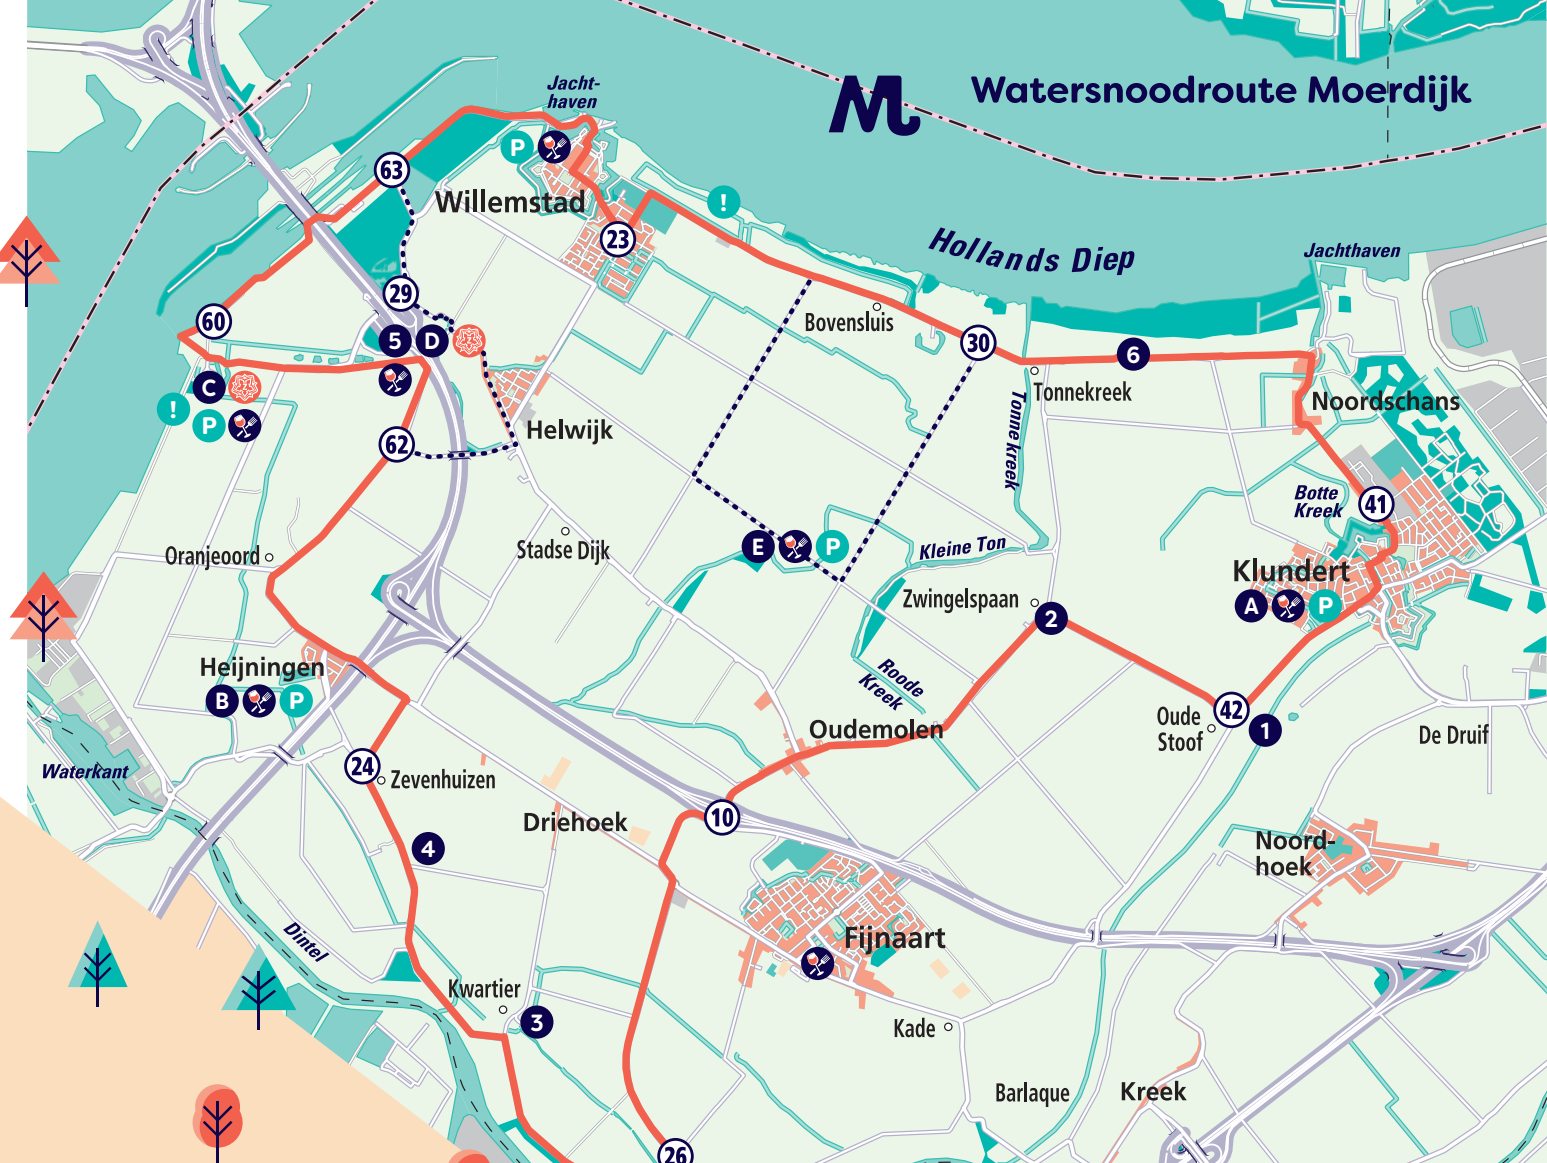 Jacht-
haven
M
Watersnoodroute Moerdijk
P
63
Willemstad
!
23
Hollands Diep
Jachthaven
29
60
Bovensluis
30
5
D
6
C
Tonnekreek
Noordschans
!
P
Helwijk
62
Tonne kreek
Botte
Kreek
41
Stadse Dijk
Oranjeoord
E
P
Kleine Ton
Klundert
Zwingelspaan
2
A
P
Heijningen
B
P
Roode
Kreek
42
Oude
Stoof
1
Oudemolen
De Druif
Waterkant
24
Zevenhuizen
Driehoek
10
4
Noord-
hoek
Dintel
Fijnaart
Kwartier
3
Kade
Barlaque
Kreek
26